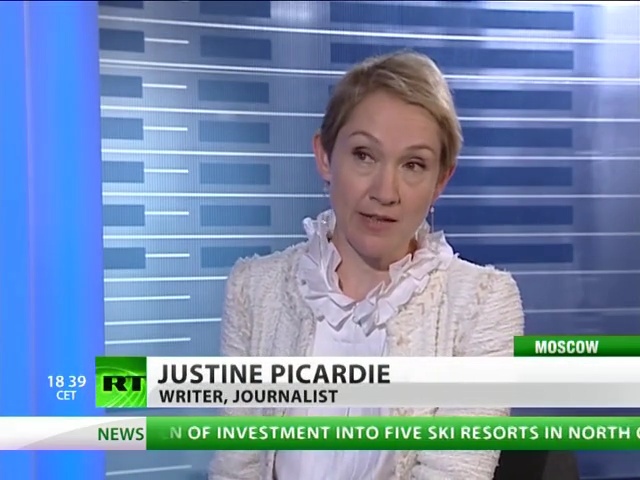 MOSCOW
JUSTINE PICARDIE
18 39
CET
RT
WRITER, JOURNALIST
NEWS
N OF INVESTMENT INTO FIVE SKI RESORTS IN NORTH